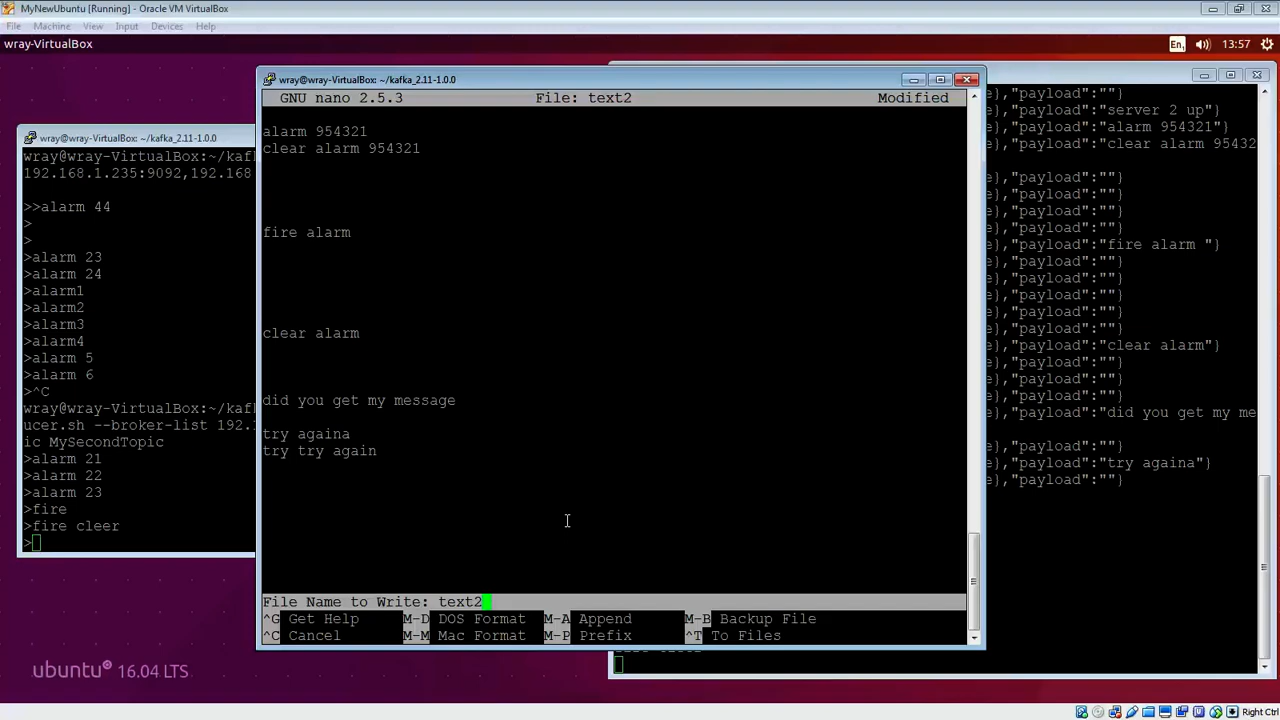 MyNewUbuntu [Running] - Oracle VM VirtualBox
File Machine View Input Devices Help
wray-VirtualBox
En
13:57
wray@wray-VirtualBox: ~/kafka_2.11-1.0.0
wray@wray-VirtualBox:~/kaf
192.168.1.235:9092,192.168
>>alarm 44
>
>
>alarm 23
>alarm 24
>alarm1
>alarm2
>alarm3
>alarm4
>alarm 5
>alarm 6
>^C
wray@wray-VirtualBox:~/kaf
ucer.sh --broker-list 192.
ic MySecondTopic
>alarm 21
>alarm 22
>alarm 23
>fire
>fire cleer
>
wray@wray-VirtualBox: ~/kafka_2.11-1.0.0
GNU nano 2.5.3 File: text2 Modified
alarm 954321
clear alarm 954321
fire alarm
clear alarm
did you get my message
try againa
try try again
File Name to Write: text2
^G Get Help M-D DOS Format M-A Append M-B Backup File
^C Cancel M-M Mac Format M-P Prefix ^T To Files
e},"payload":""}
e},"payload":"server 2 up"}
e},"payload":"alarm 954321"}
e},"payload":"clear alarm 95432
e},"payload":""}
e},"payload":""}
e},"payload":""}
e},"payload":""}
e},"payload":"fire alarm "}
e},"payload":""}
e},"payload":""}
e},"payload":""}
e},"payload":""}
e},"payload":""}
e},"payload":"clear alarm"}
e},"payload":""}
e},"payload":""}
e},"payload":""}
e},"payload":"did you get my me
e},"payload":""}
e},"payload":"try againa"}
e},"payload":""}
ubuntu® 16.04 LTS
Right Ctrl